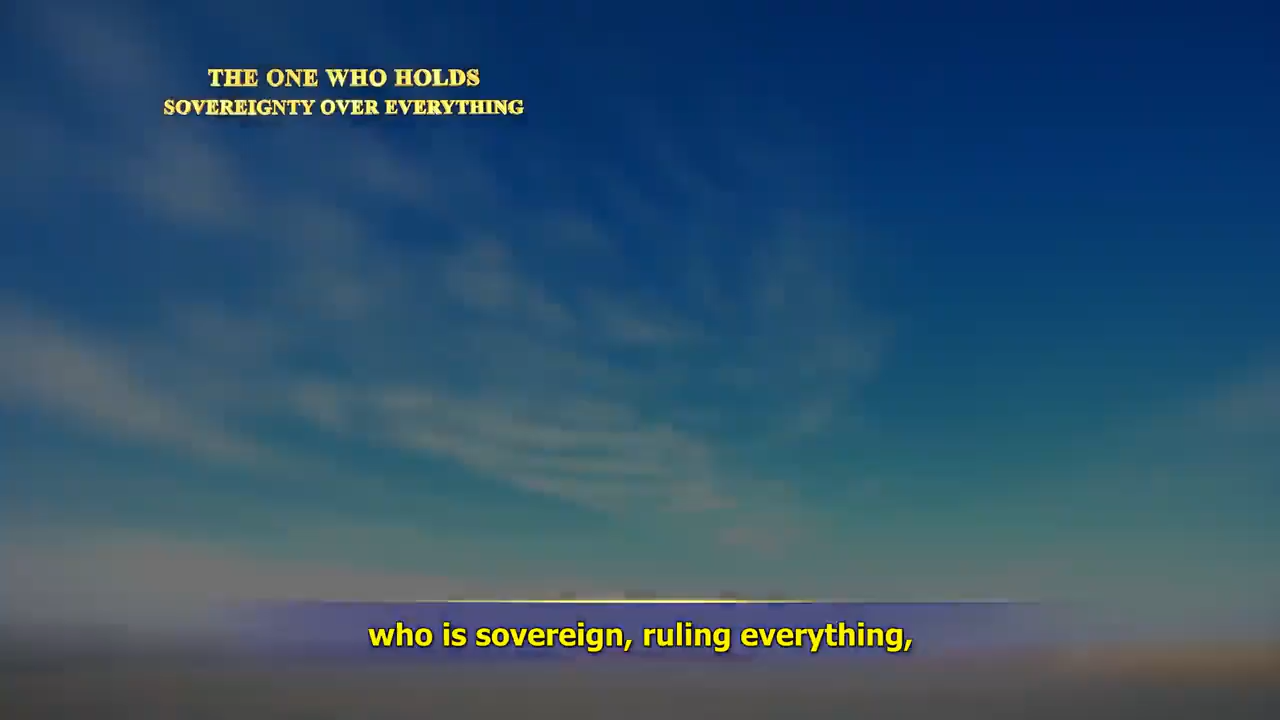 THE ONE WHO HOLDS
SOVEREIGNTY OVER EVERYTHING
who is sovereign, ruling everything,